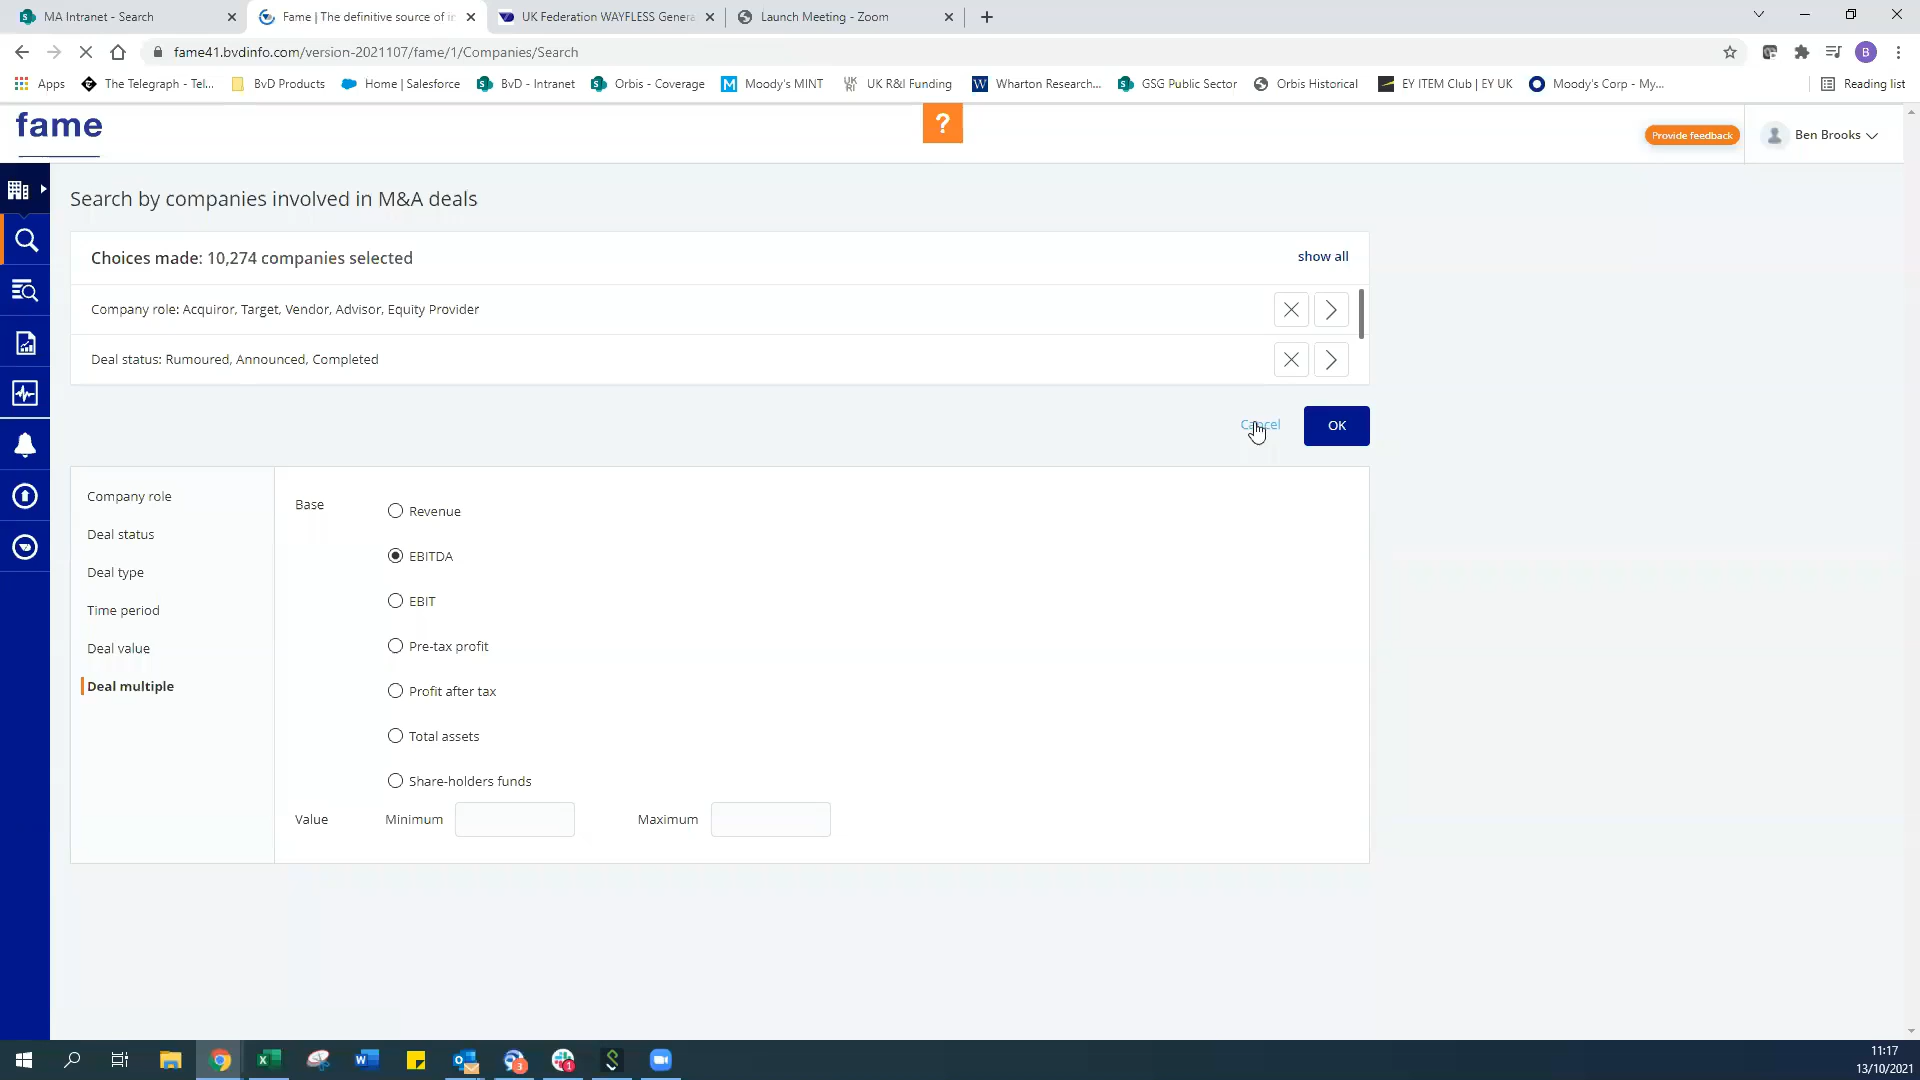 MA Intranet - Search
Fame | The definitive source of in
UK Federation WAYFLESS Genera
Launch Meeting - Zoom
fame41.bvdinfo.com/version-2021107/fame/1/Companies/Search
B
Apps
The Telegraph - Tel...
BvD Products
Home | Salesforce
BvD - Intranet
Orbis - Coverage
Moody's MINT
UK R&I Funding
Wharton Research...
GSG Public Sector
Orbis Historical
EY ITEM Club | EY UK
Moody's Corp - My...
Reading list
fame
?
Provide feedback
Ben Brooks
Search by companies involved in M&A deals
Choices made: 10,274 companies selected
show all
Company role: Acquiror, Target, Vendor, Advisor, Equity Provider
Deal status: Rumoured, Announced, Completed
Cancel
OK
Company role
Deal status
Deal type
Time period
Deal value
Deal multiple
Base
Revenue
EBITDA
EBIT
Pre-tax profit
Profit after tax
Total assets
Share-holders funds
Value
Minimum
Maximum
11:17
13/10/2021